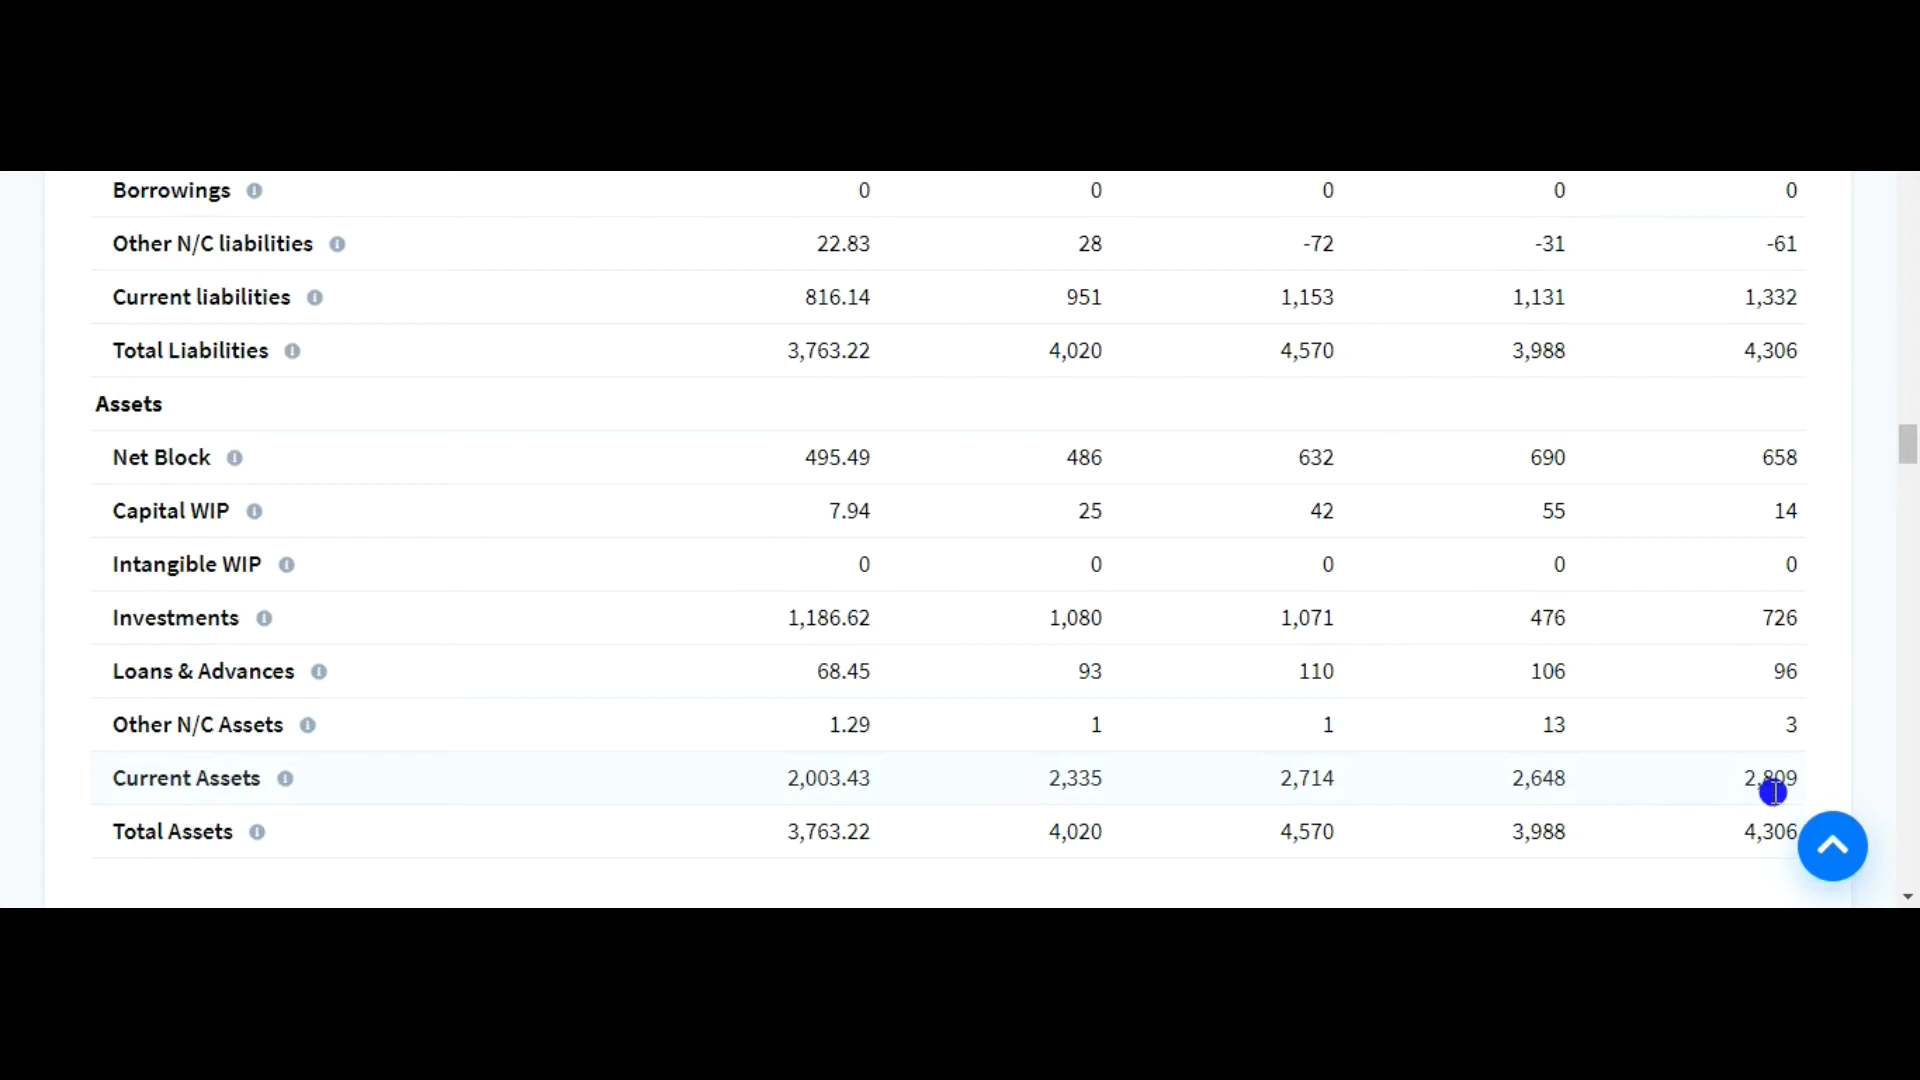 Borrowings 0 0 0 0 0
Other N/C liabilities 22.83 28 -72 -31 -61
Current liabilities 816.14 951 1,153 1,131 1,332
Total Liabilities 3,763.22 4,020 4,570 3,988 4,306
Assets
Net Block 495.49 486 632 690 658
Capital WIP 7.94 25 42 55 14
Intangible WIP 0 0 0 0 0
Investments 1,186.62 1,080 1,071 476 726
Loans & Advances 68.45 93 110 106 96
Other N/C Assets 1.29 1 1 13 3
Current Assets 2,003.43 2,335 2,714 2,648 2,809
Total Assets 3,763.22 4,020 4,570 3,988 4,306